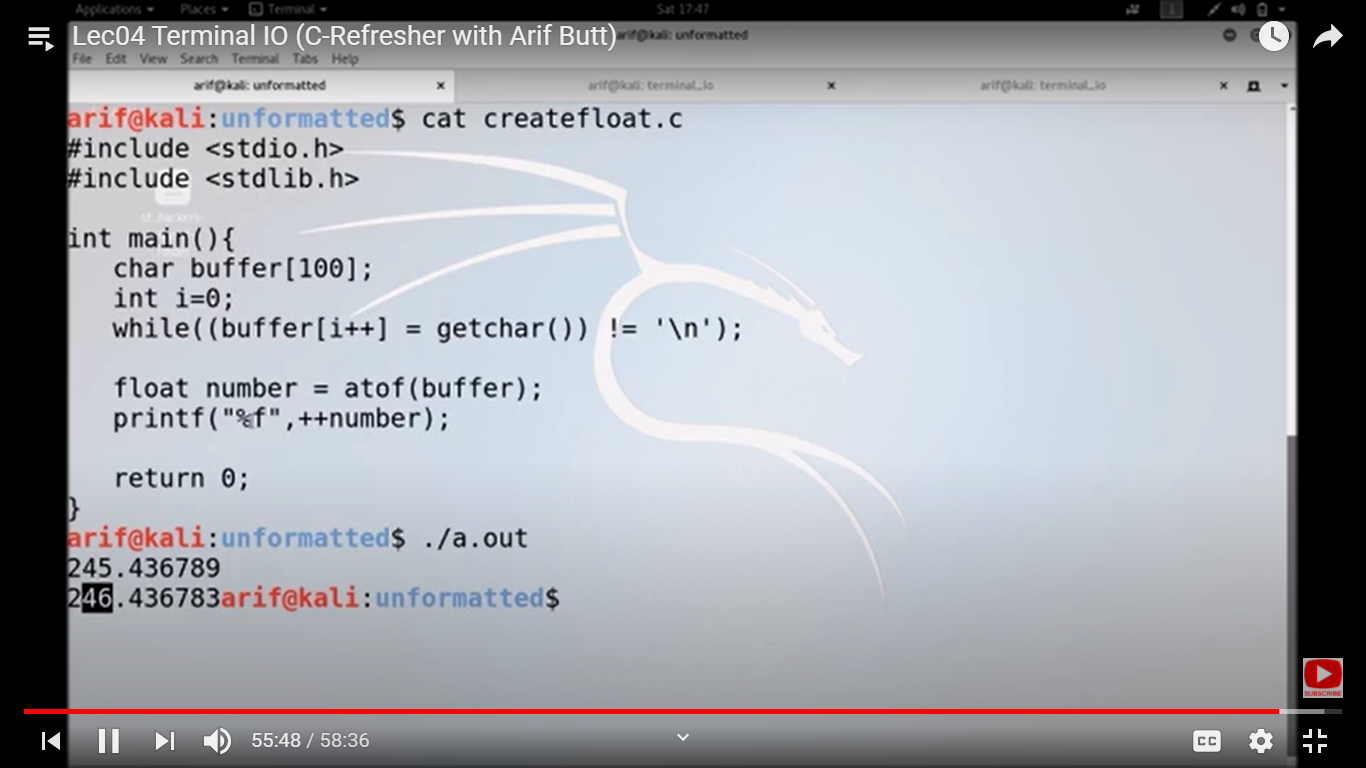 Applications Places Terminal Sat 17:47 1
Lec04 Terminal IO (C-Refresher with Arif Butt) arif@kali: unformatted
File Edit View Search Terminal Tabs Help
arif@kali: unformatted × arif@kali: terminal_io × arif@kali: terminal_io ×
arif@kali:unformatted$ cat createfloat.c
#include <stdio.h>
#include <stdlib.h>
int main(){
char buffer[100];
int i=0;
while((buffer[i++] = getchar()) != '\n');
float number = atof(buffer);
printf("%f",++number);
return 0;
}
arif@kali:unformatted$ ./a.out
245.436789
246.436783arif@kali:unformatted$
SUBSCRIBE
55:48 / 58:36 CC